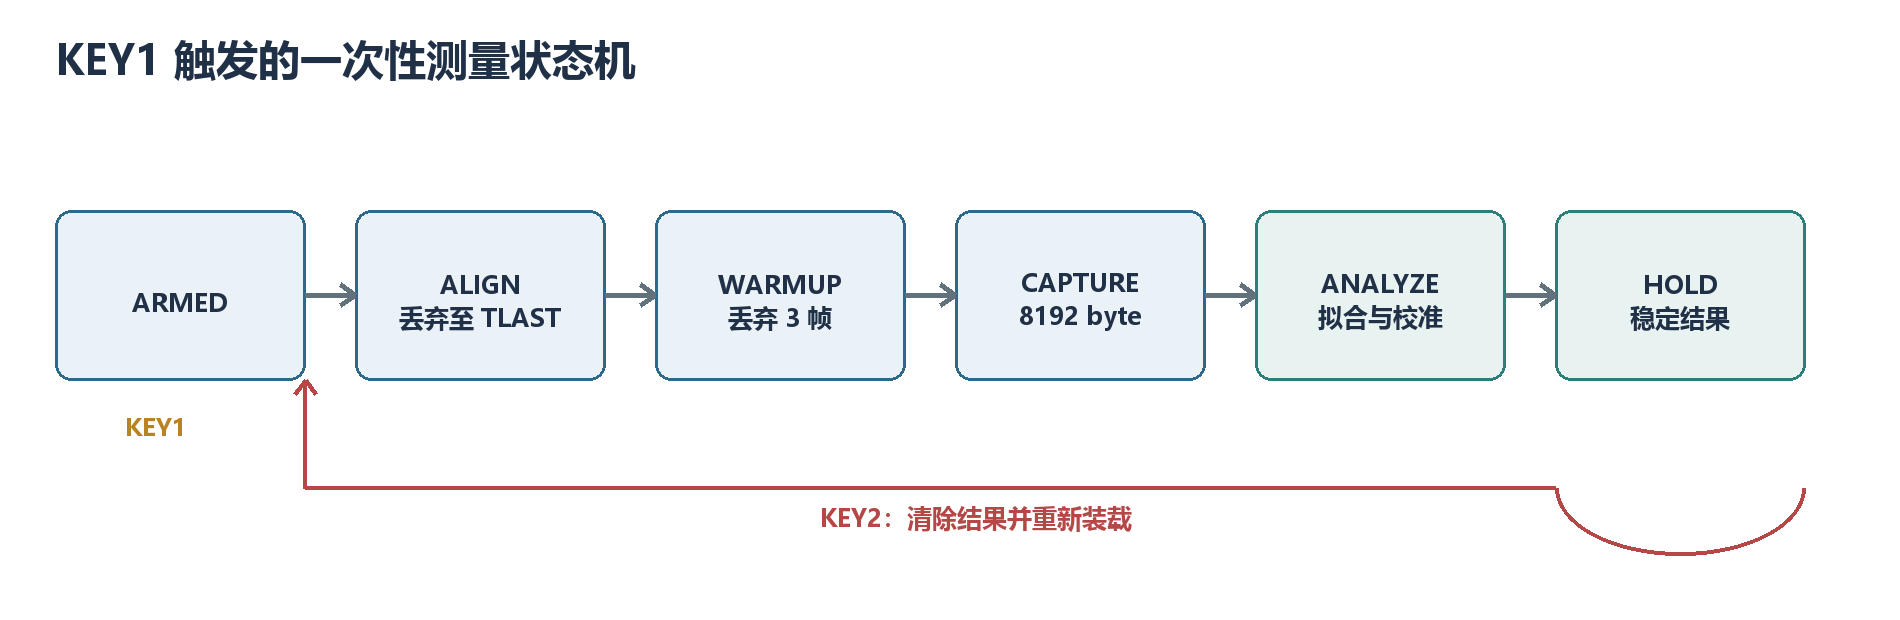 KEY1 触发的一次性测量状态机
ARMED
ALIGN
丢弃至 TLAST
WARMUP
丢弃 3 帧
CAPTURE
8192 byte
ANALYZE
拟合与校准
HOLD
稳定结果
KEY1
KEY2：清除结果并重新装载